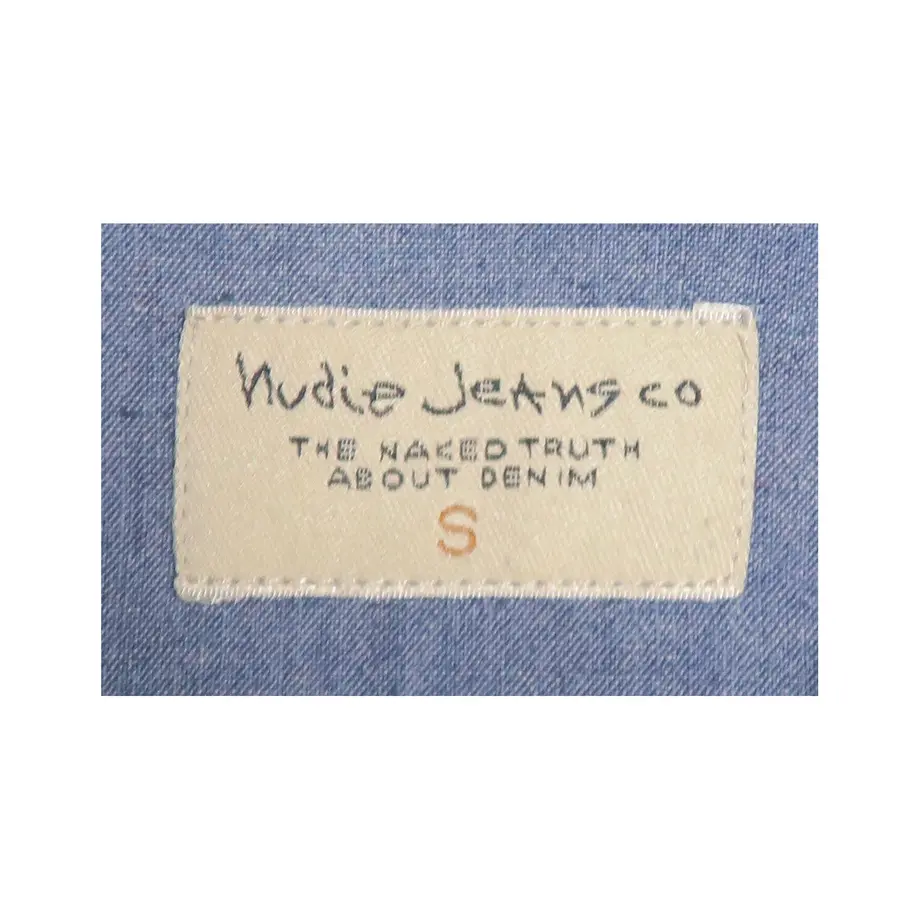 Nudie Jeans co
THE NAKED TRUTH
ABOUT DENIM
S